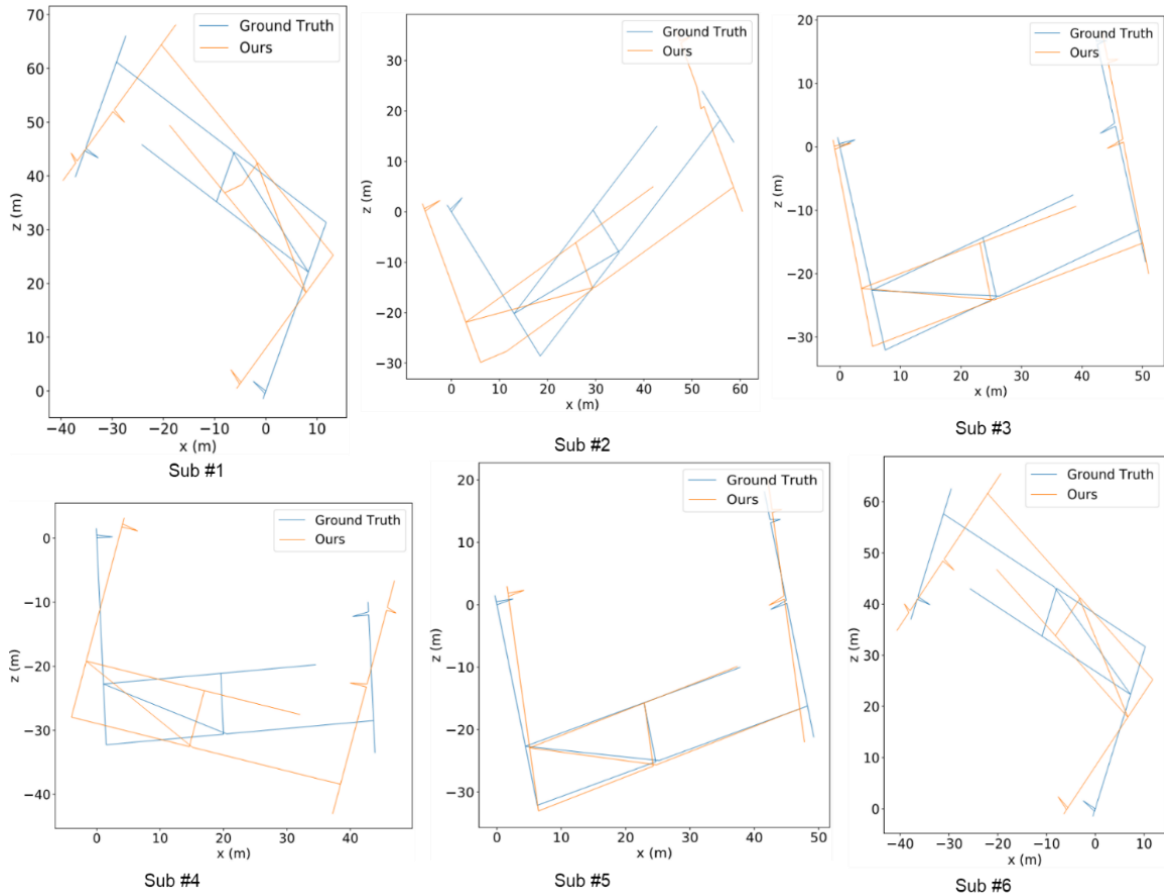 70
60
50
40
30
20
10
0
z (m)
Ground Truth
Ours
−40 −30 −20 −10 0 10
x (m)
Sub #1
30
20
10
0
−10
−20
−30
z (m)
Ground Truth
Ours
0 10 20 30 40 50 60
x (m)
Sub #2
20
10
0
−10
−20
−30
z (m)
Ground Truth
Ours
0 10 20 30 40 50
x (m)
Sub #3
0
−10
−20
−30
−40
z (m)
Ground Truth
Ours
0 10 20 30 40
x (m)
Sub #4
20
10
0
−10
−20
−30
z (m)
Ground Truth
Ours
0 10 20 30 40 50
x (m)
Sub #5
60
50
40
30
20
10
0
z (m)
Ground Truth
Ours
−40 −30 −20 −10 0 10
x (m)
Sub #6